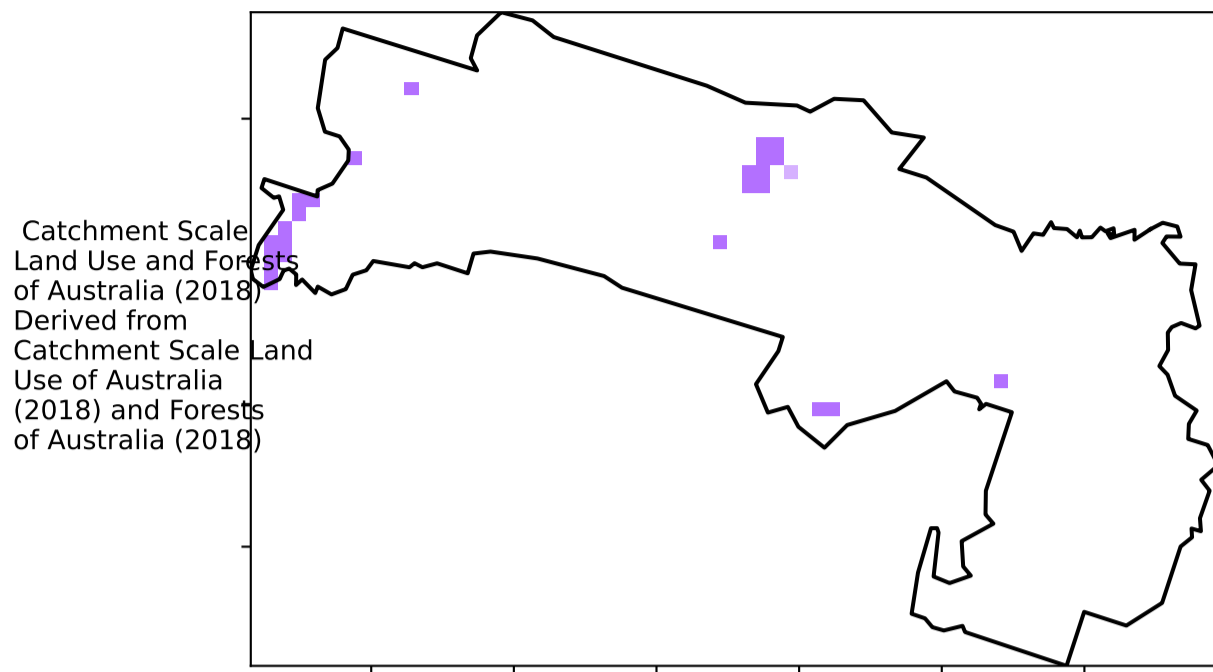 Catchment Scale
Land Use and Forests
of Australia (2018)
Derived from
Catchment Scale Land
Use of Australia
(2018) and Forests
of Australia (2018)